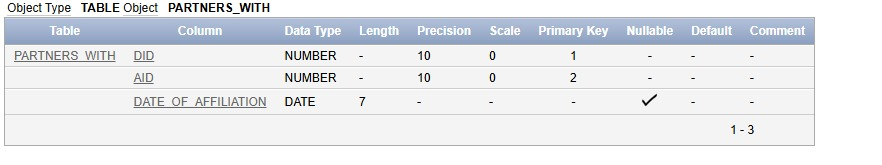 Object Type TABLE Object PARTNERS_WITH
Table Column Data Type Length Precision Scale Primary Key Nullable Default Comment
PARTNERS_WITH DID NUMBER - 10 0 1 - - -
AID NUMBER - 10 0 2 - - -
DATE_OF_AFFILIATION DATE 7 - - - ✓ - -
1 - 3